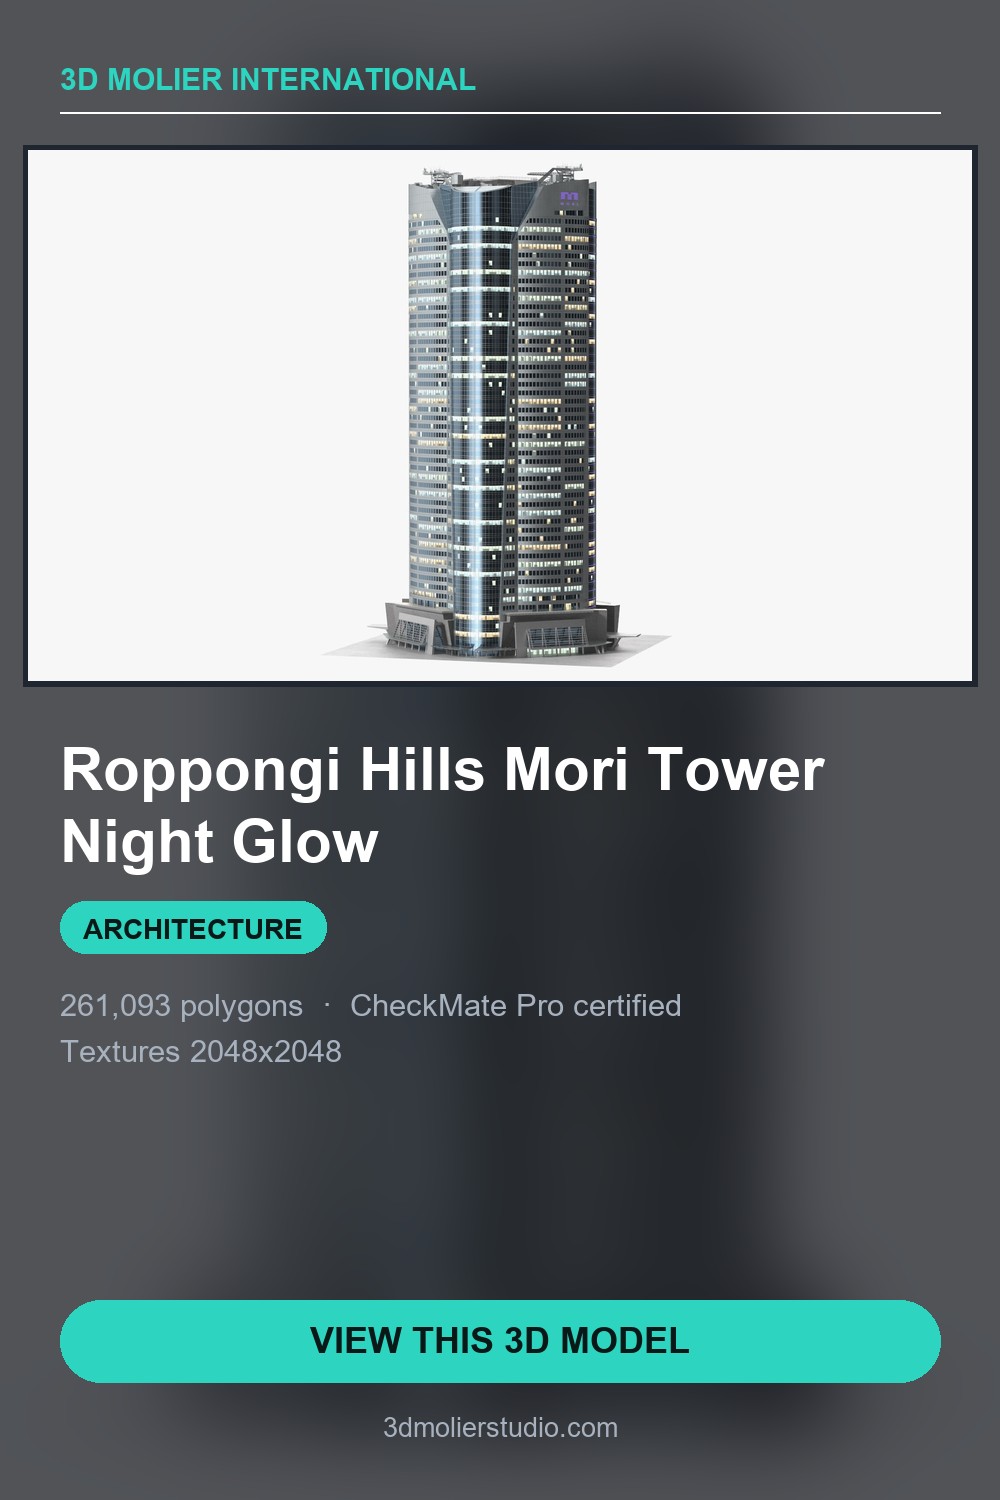 3D MOLIER INTERNATIONAL
Roppongi Hills Mori Tower
Night Glow
ARCHITECTURE
261,093 polygons · CheckMate Pro certified
Textures 2048x2048
VIEW THIS 3D MODEL
3dmolierstudio.com